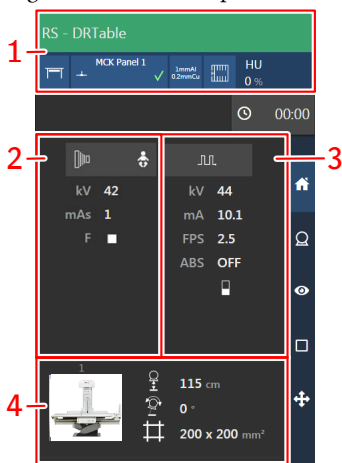 RS - DRTable
1
MCK Panel 1
1mmAl
0.2mmCu
HU
0 %
00:00
2
3
kV 42
mAs 1
F
kV 44
mA 10.1
FPS 2.5
ABS OFF
1
4
115 cm
0 °
200 x 200 mm²